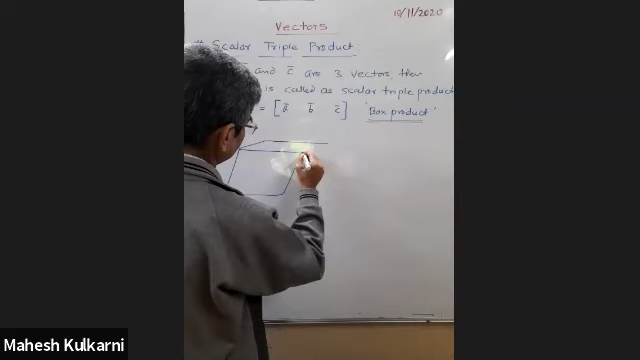 10/11/2020
Vectors
* Scalar Triple Product
and c̄ are 3 vectors, then
is called as scalar triple product
= [ā b̄ c̄] 'Box product'
Mahesh Kulkarni